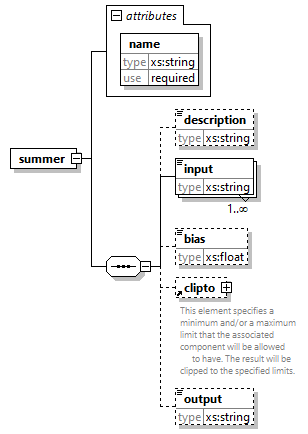 attributes
name
type xs:string
use required
description
type xs:string
summer
input
type xs:string
1..∞
bias
type xs:float
clipto
This element specifies a
minimum and/or a maximum
limit that the associated
component will be allowed
to have. The result will be
clipped to the specified limits.
output
type xs:string